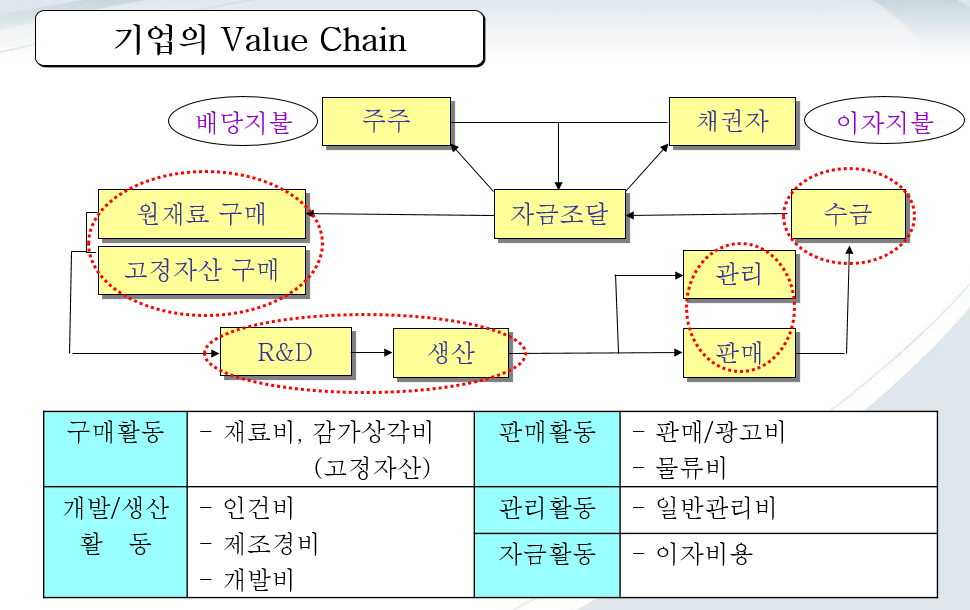 기업의 Value Chain
배당지불
주주
채권자
이자지불
원재료 구매
자금조달
수금
고정자산 구매
관리
R&D
생산
판매
구매활동
- 재료비, 감가상각비
(고정자산)
판매활동
- 판매/광고비
- 물류비
개발/생산
활 동
- 인건비
- 제조경비
- 개발비
관리활동
- 일반관리비
자금활동
- 이자비용